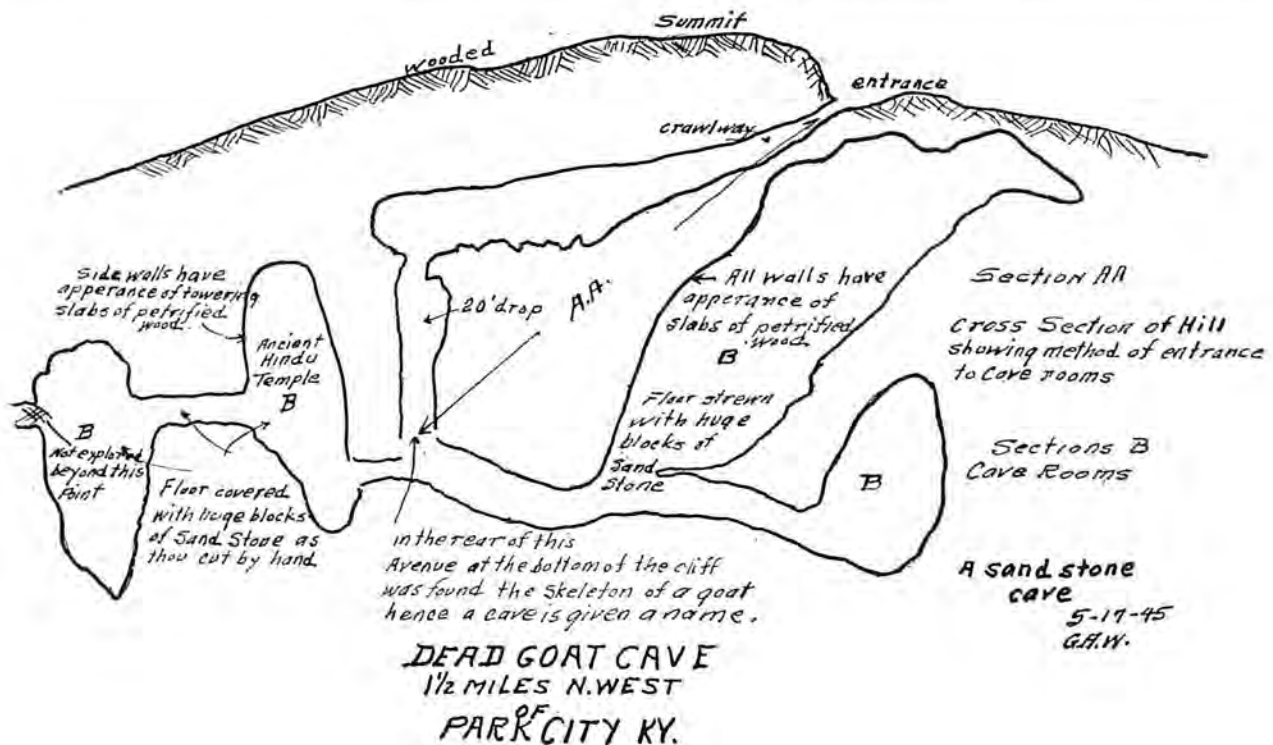 Summit
wooded
entrance
crawlway
Side walls have
apperance of towering
slabs of petrified
wood.
Ancient
Hindu
Temple
B
20' drop
A.A.
All walls have
apperance of
slabs of petrified
wood
B
Floor strewn
with huge
blocks of
Sand
Stone
B
Not explored
beyond this
Point
Floor covered
with huge blocks
of Sand Stone as
thou cut by hand
in the rear of this
Avenue at the bottom of the cliff
was found the Skeleton of a goat
hence a cave is given a name.
B
Section AA
Cross Section of Hill
showing method of entrance
to Cave rooms
Sections B
Cave Rooms
A sand stone
cave
5-17-45
G.A.W.
DEAD GOAT CAVE
1½ MILES N.WEST
OF
PARK CITY KY.